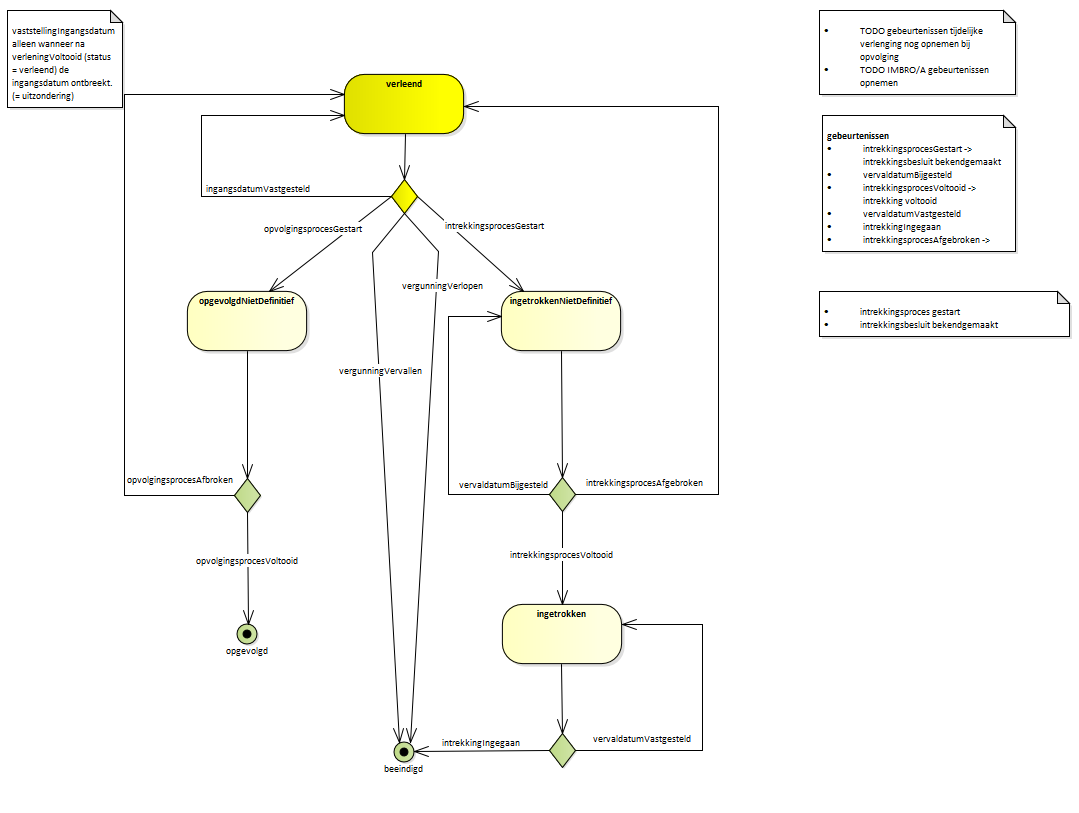 vaststellingIngangsdatum
alleen wanneer na
verleningVoltooid (status
= verleend) de
ingangsdatum ontbreekt.
(= uitzondering)
verleend
ingangsdatumVastgesteld
opvolgingsprocesGestart
intrekkingsprocesGestart
vergunningVerlopen
opgevolgdNietDefinitief
ingetrokkenNietDefinitief
vergunningVervallen
opvolgingsprocesAfbroken
vervaldatumBijgesteld
intrekkingsprocesAfgebroken
intrekkingsprocesVoltooid
opvolgingsprocesVoltooid
ingetrokken
opgevolgd
intrekkingIngegaan
vervaldatumVastgesteld
beeindigd
• TODO gebeurtenissen tijdelijke
verlenging nog opnemen bij
opvolging
• TODO IMBRO/A gebeurtenissen
opnemen
gebeurtenissen
• intrekkingsprocesGestart ->
intrekkingsbesluit bekendgemaakt
• vervaldatumBijgesteld
• intrekkingsprocesVoltooid ->
intrekking voltooid
• vervaldatumVastgesteld
• intrekkingIngegaan
• intrekkingsprocesAfgebroken ->
• intrekkingsproces gestart
• intrekkingsbesluit bekendgemaakt